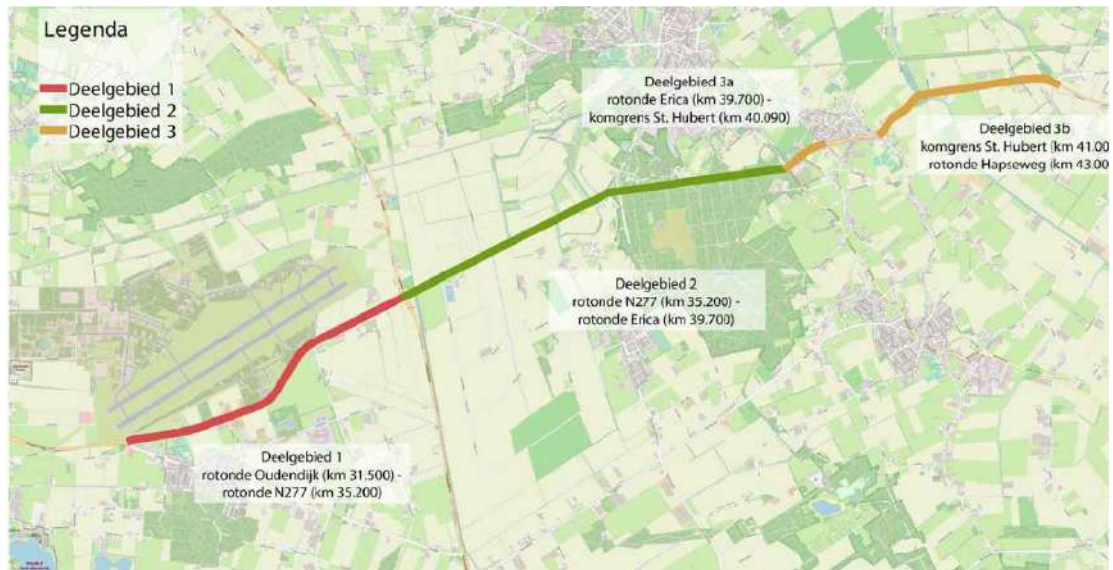 Legenda
Deelgebied 1
Deelgebied 2
Deelgebied 3
Deelgebied 3a
rotonde Erica (km 39.700) -
komgrens St. Hubert (km 40.090)
Deelgebied 3b
komgrens St. Hubert (km 41.00
rotonde Hapseweg (km 43.00
Deelgebied 2
rotonde N277 (km 35.200) -
rotonde Erica (km 39.700)
Deelgebied 1
rotonde Oudendijk (km 31.500) -
rotonde N277 (km 35.200)